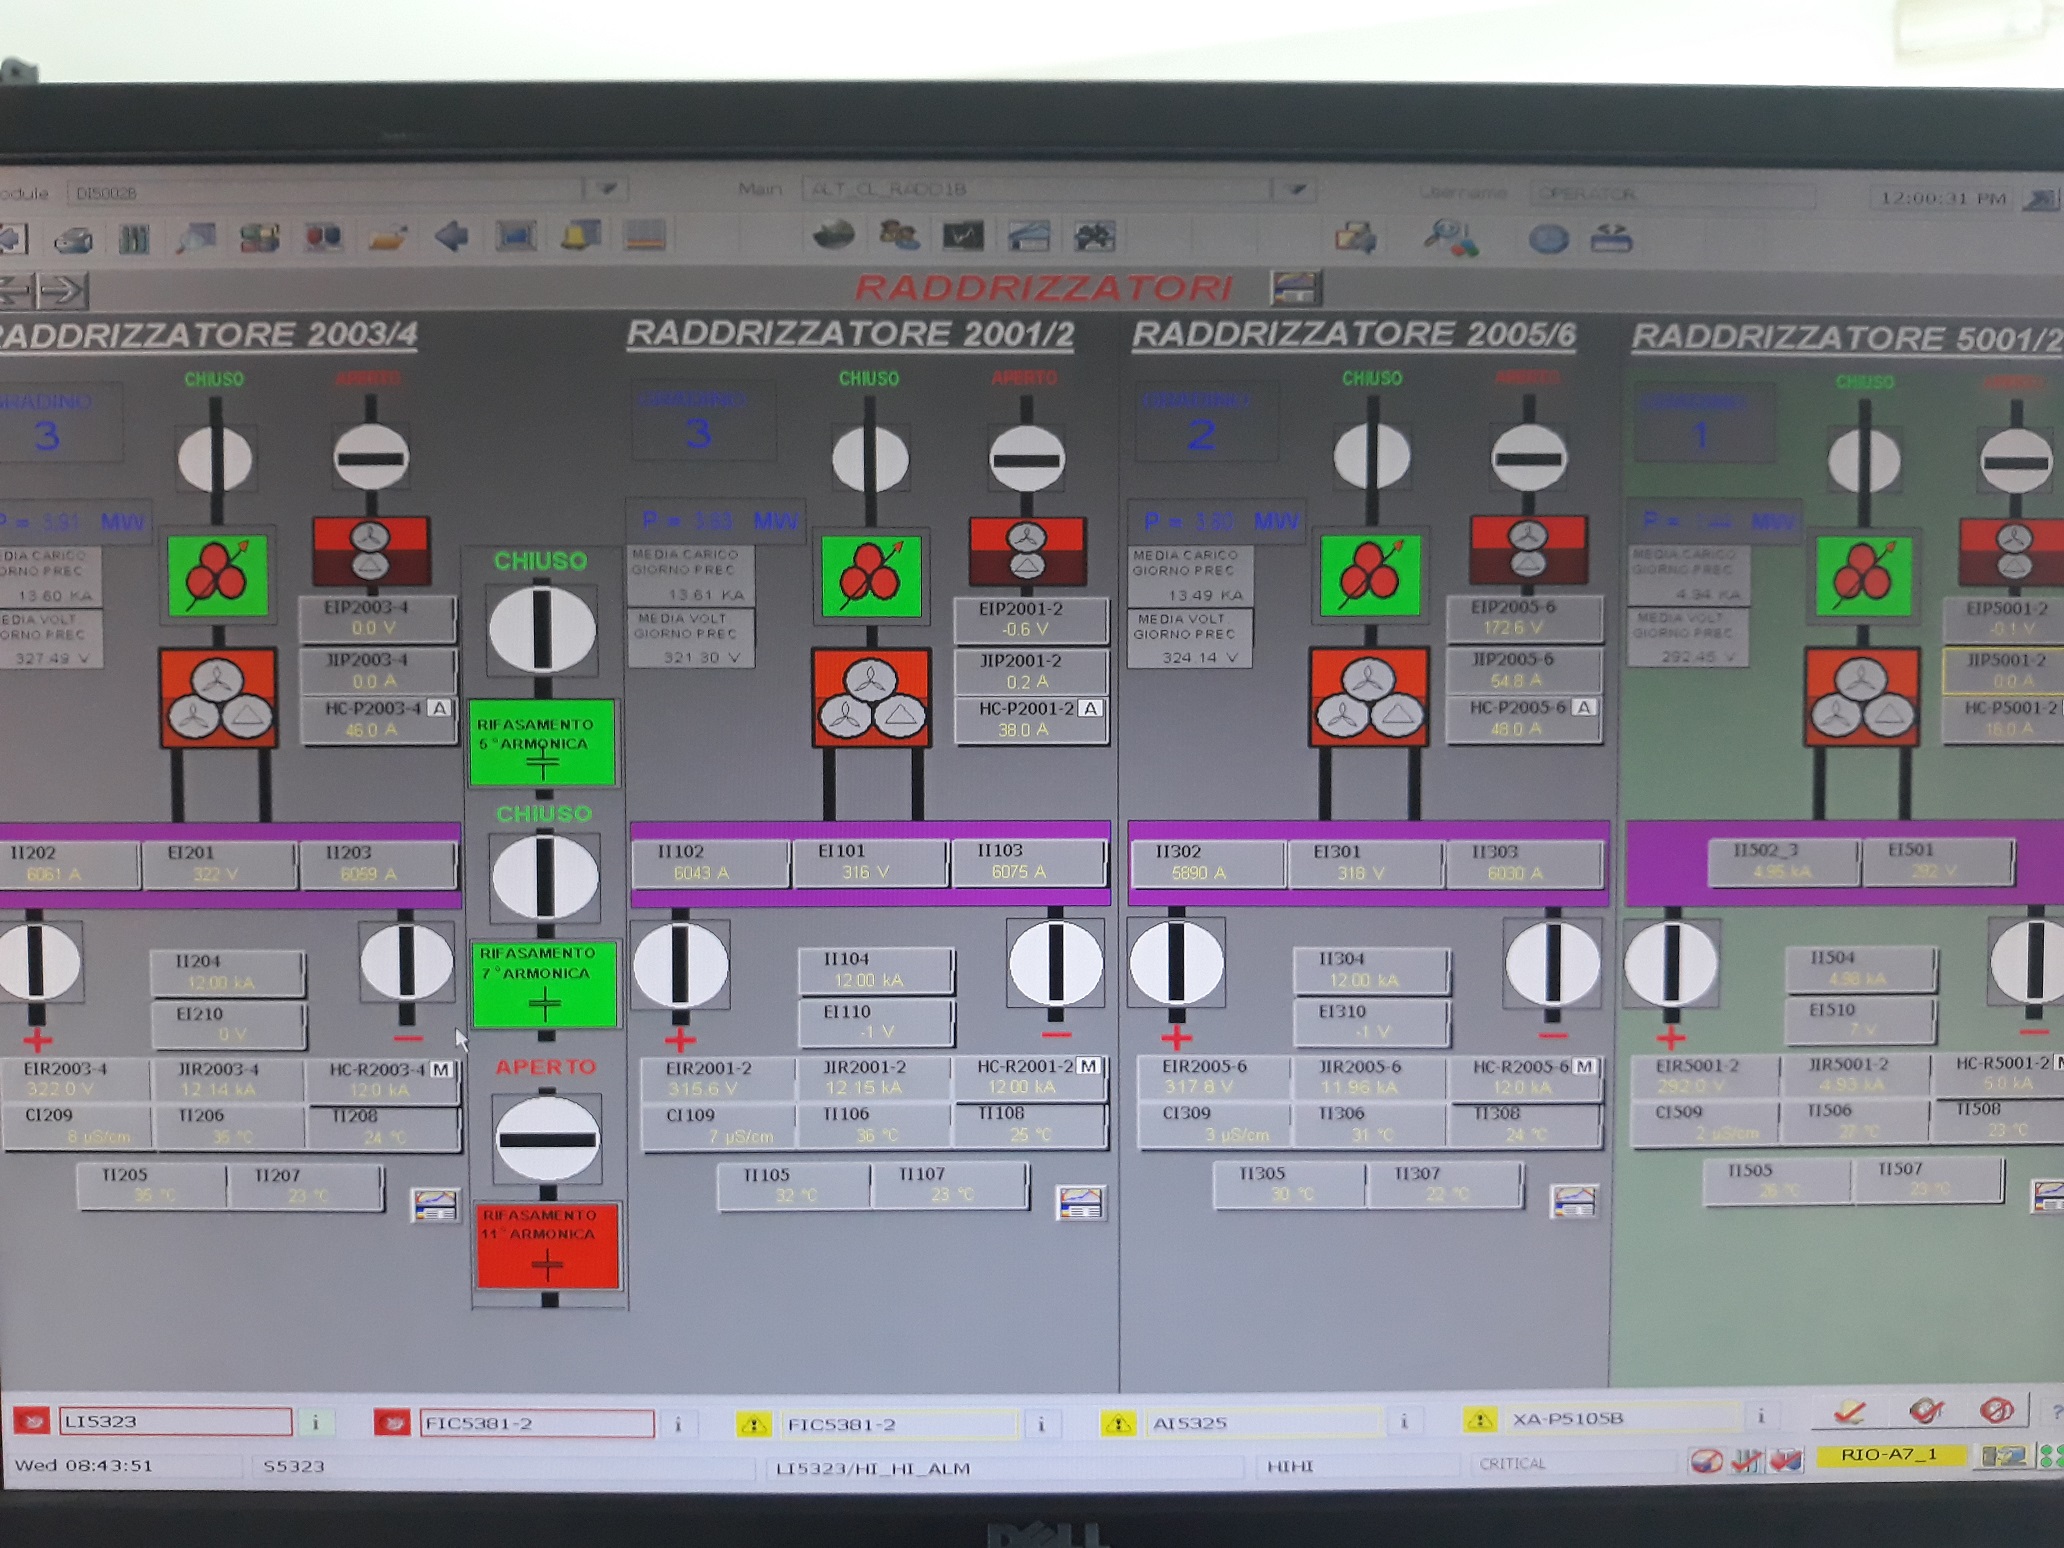 odule DI5002B Main ALT_CL_RADD1B Username OPERATOR 12:00:31 PM
RADDRIZZATORI
RADDRIZZATORE 2003/4
CHIUSO APERTO
GRADINO
3
P = 3.91 MW
EDIA CARICO
ORNO PREC
13.60 KA
EDIA VOLT
ORNO PREC
327.49 V
EIP2003-4
0.0 V
JIP2003-4
0.0 A
HC-P2003-4 A
46.0 A
II202
6061 A
EI201
322 V
II203
6059 A
II204
12.00 kA
EI210
0 V
+ −
EIR2003-4
322.0 V
JIR2003-4
12.14 kA
HC-R2003-4 M
12.0 kA
CI209
8 µS/cm
TI206
35 °C
TI208
24 °C
TI205
35 °C
TI207
23 °C
CHIUSO
RIFASAMENTO
5°ARMONICA
CHIUSO
RIFASAMENTO
7°ARMONICA
APERTO
RIFASAMENTO
11°ARMONICA
RADDRIZZATORE 2001/2
CHIUSO APERTO
GRADINO
3
P = 3.83 MW
MEDIA CARICO
GIORNO PREC
13.61 KA
MEDIA VOLT
GIORNO PREC
321.30 V
EIP2001-2
-0.6 V
JIP2001-2
0.2 A
HC-P2001-2 A
38.0 A
II102
6043 A
EI101
316 V
II103
6075 A
II104
12.00 kA
EI110
-1 V
+ −
EIR2001-2
315.6 V
JIR2001-2
12.15 kA
HC-R2001-2 M
12.00 kA
CI109
7 µS/cm
TI106
36 °C
TI108
25 °C
TI105
32 °C
TI107
23 °C
RADDRIZZATORE 2005/6
CHIUSO APERTO
GRADINO
2
P = 3.80 MW
MEDIA CARICO
GIORNO PREC
13.49 KA
MEDIA VOLT
GIORNO PREC
324.14 V
EIP2005-6
172.6 V
JIP2005-6
54.8 A
HC-P2005-6 A
48.0 A
II302
5890 A
EI301
318 V
II303
6030 A
II304
12.00 kA
EI310
-1 V
+ −
EIR2005-6
317.8 V
JIR2005-6
11.96 kA
HC-R2005-6 M
12.0 kA
CI309
3 µS/cm
TI306
31 °C
TI308
24 °C
TI305
30 °C
TI307
22 °C
RADDRIZZATORE 5001/2
CHIUSO APERTO
GRADINO
1
P = MW
MEDIA CARICO
GIORNO PREC
4.94 KA
MEDIA VOLT
GIORNO PREC
292.45 V
EIP5001-2
-0.1 V
JIP5001-2
0.0 A
HC-P5001-2
16.0 A
II502_3
4.95 kA
EI501
292 V
II504
4.98 kA
EI510
7 V
+ −
EIR5001-2
292.0 V
JIR5001-2
4.93 kA
HC-R5001-2 M
5.0 kA
CI509
2 µS/cm
TI506
27 °C
TI508
23 °C
TI505
26 °C
TI507
23 °C
LI5323 i FIC5381-2 i FIC5381-2 i AI5325 i XA-P5105B i ?
Wed 08:43:51 S5323 LI5323/HI_HI_ALM HIHI CRITICAL RIO-A7_1
DELL